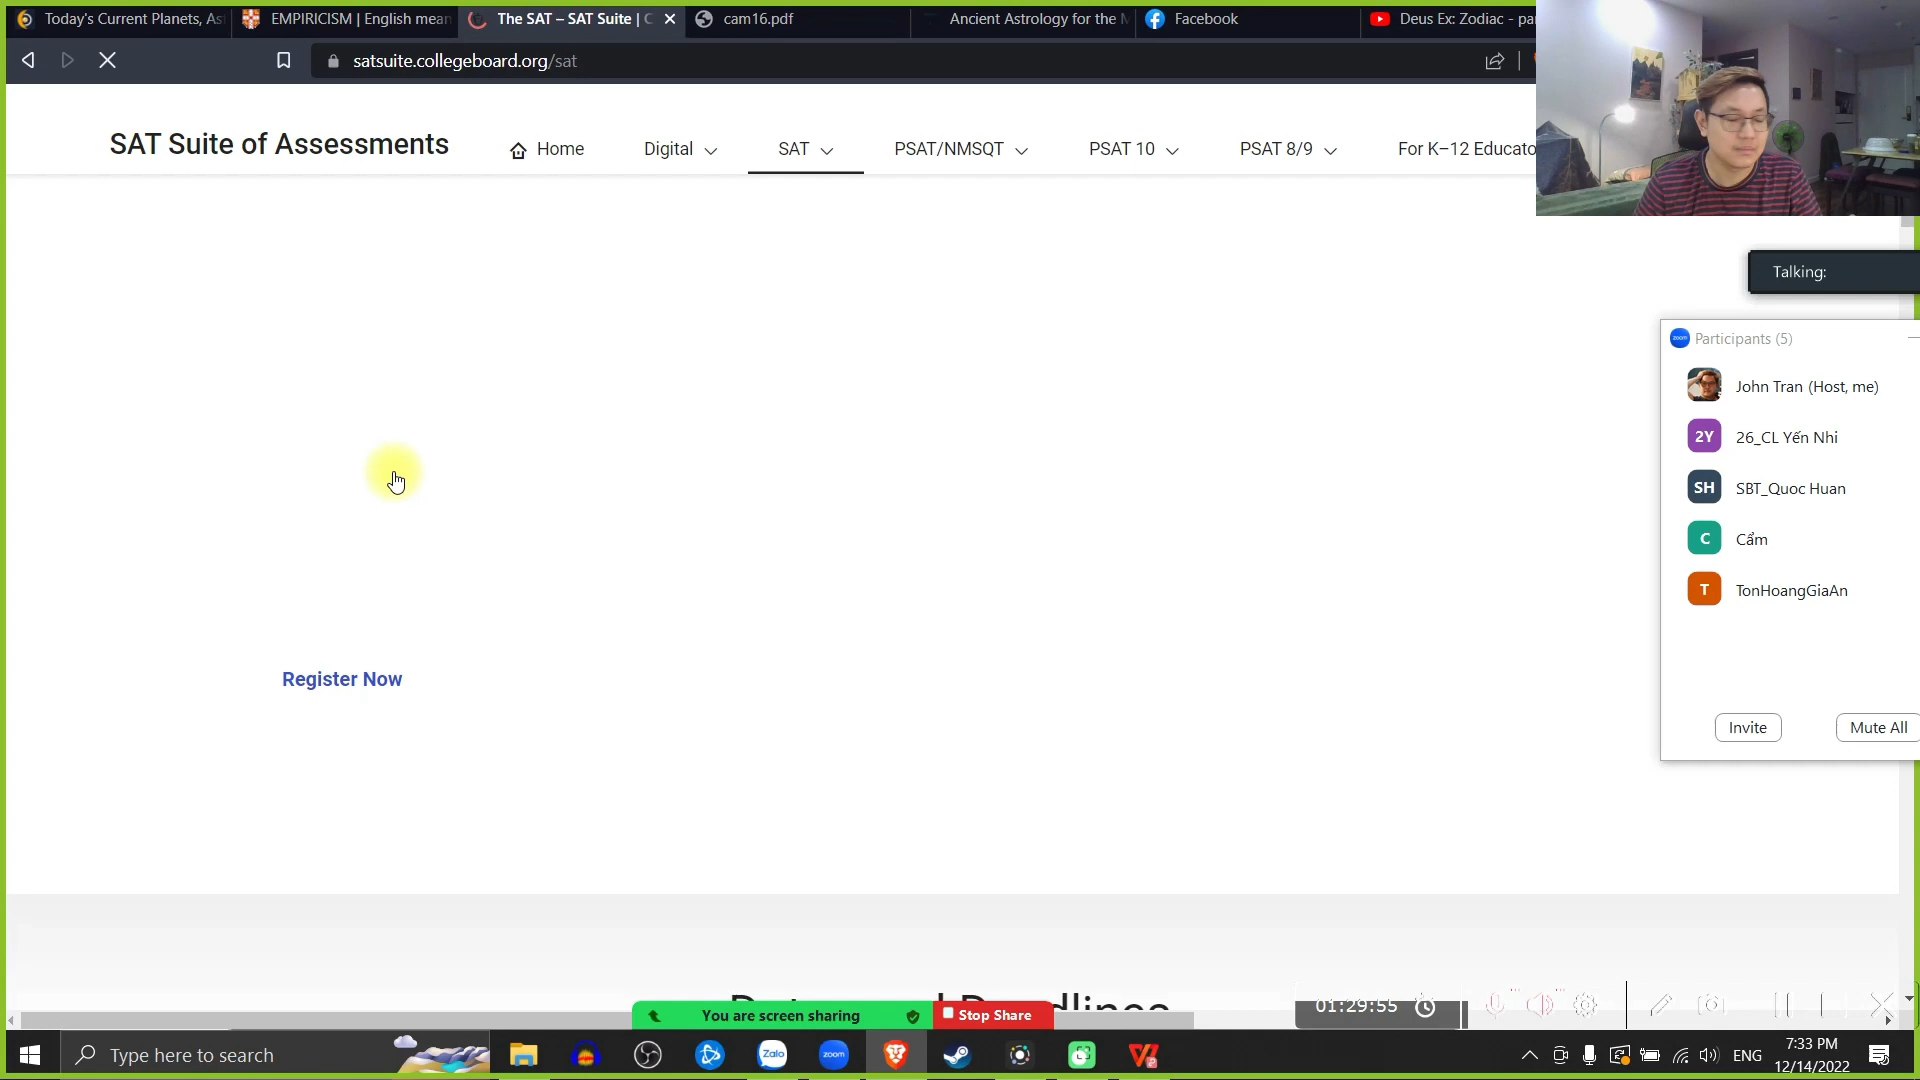 Today's Current Planets, As
EMPIRICISM | English mean
The SAT – SAT Suite | C
cam16.pdf
Ancient Astrology for the M
Facebook
Deus Ex: Zodiac - pa
satsuite.collegeboard.org/sat
SAT Suite of Assessments
Home
Digital
SAT
PSAT/NMSQT
PSAT 10
PSAT 8/9
For K–12 Educato
Talking:
zoom
Participants (5)
John Tran (Host, me)
2Y
26_CL Yến Nhi
SH
SBT_Quoc Huan
C
Cẩm
T
TonHoangGiaAn
Register Now
Invite
Mute All
You are screen sharing
Stop Share
01:29:55
Type here to search
Zalo
zoom
ENG
7:33 PM
12/14/2022